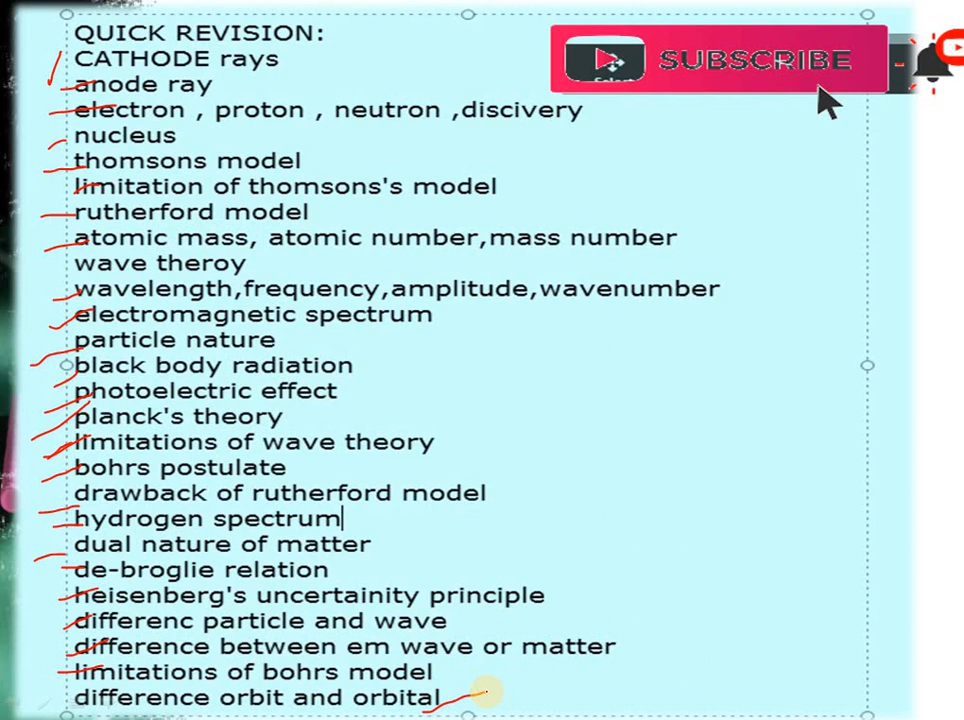 QUICK REVISION:
CATHODE rays
anode ray
electron , proton , neutron ,discivery
nucleus
thomsons model
limitation of thomsons's model
rutherford model
atomic mass, atomic number,mass number
wave theroy
wavelength,frequency,amplitude,wavenumber
electromagnetic spectrum
particle nature
black body radiation
photoelectric effect
planck's theory
limitations of wave theory
bohrs postulate
drawback of rutherford model
hydrogen spectrum
dual nature of matter
de-broglie relation
heisenberg's uncertainity principle
differenc particle and wave
difference between em wave or matter
limitations of bohrs model
difference orbit and orbital
SUBSCRIBE